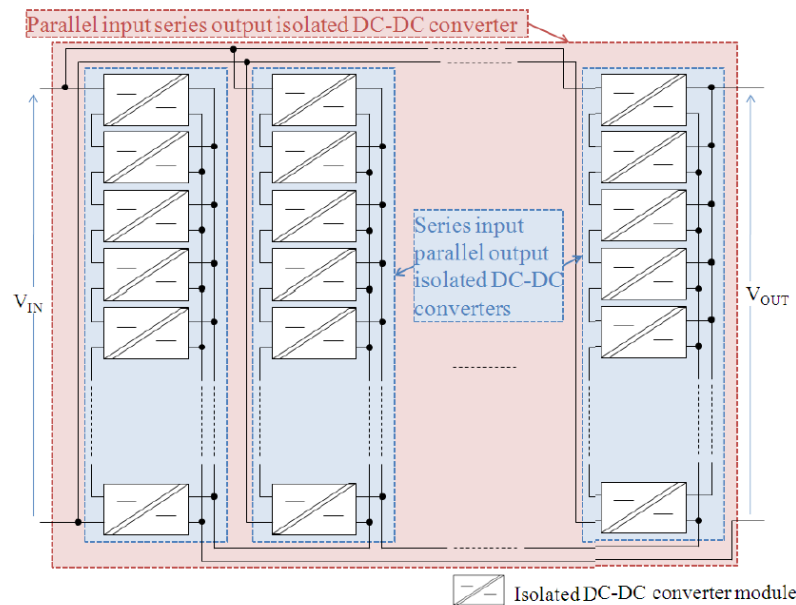 Parallel input series output isolated DC-DC converter
Series input
parallel output
isolated DC-DC
converters
VIN
VOUT
Isolated DC-DC converter module